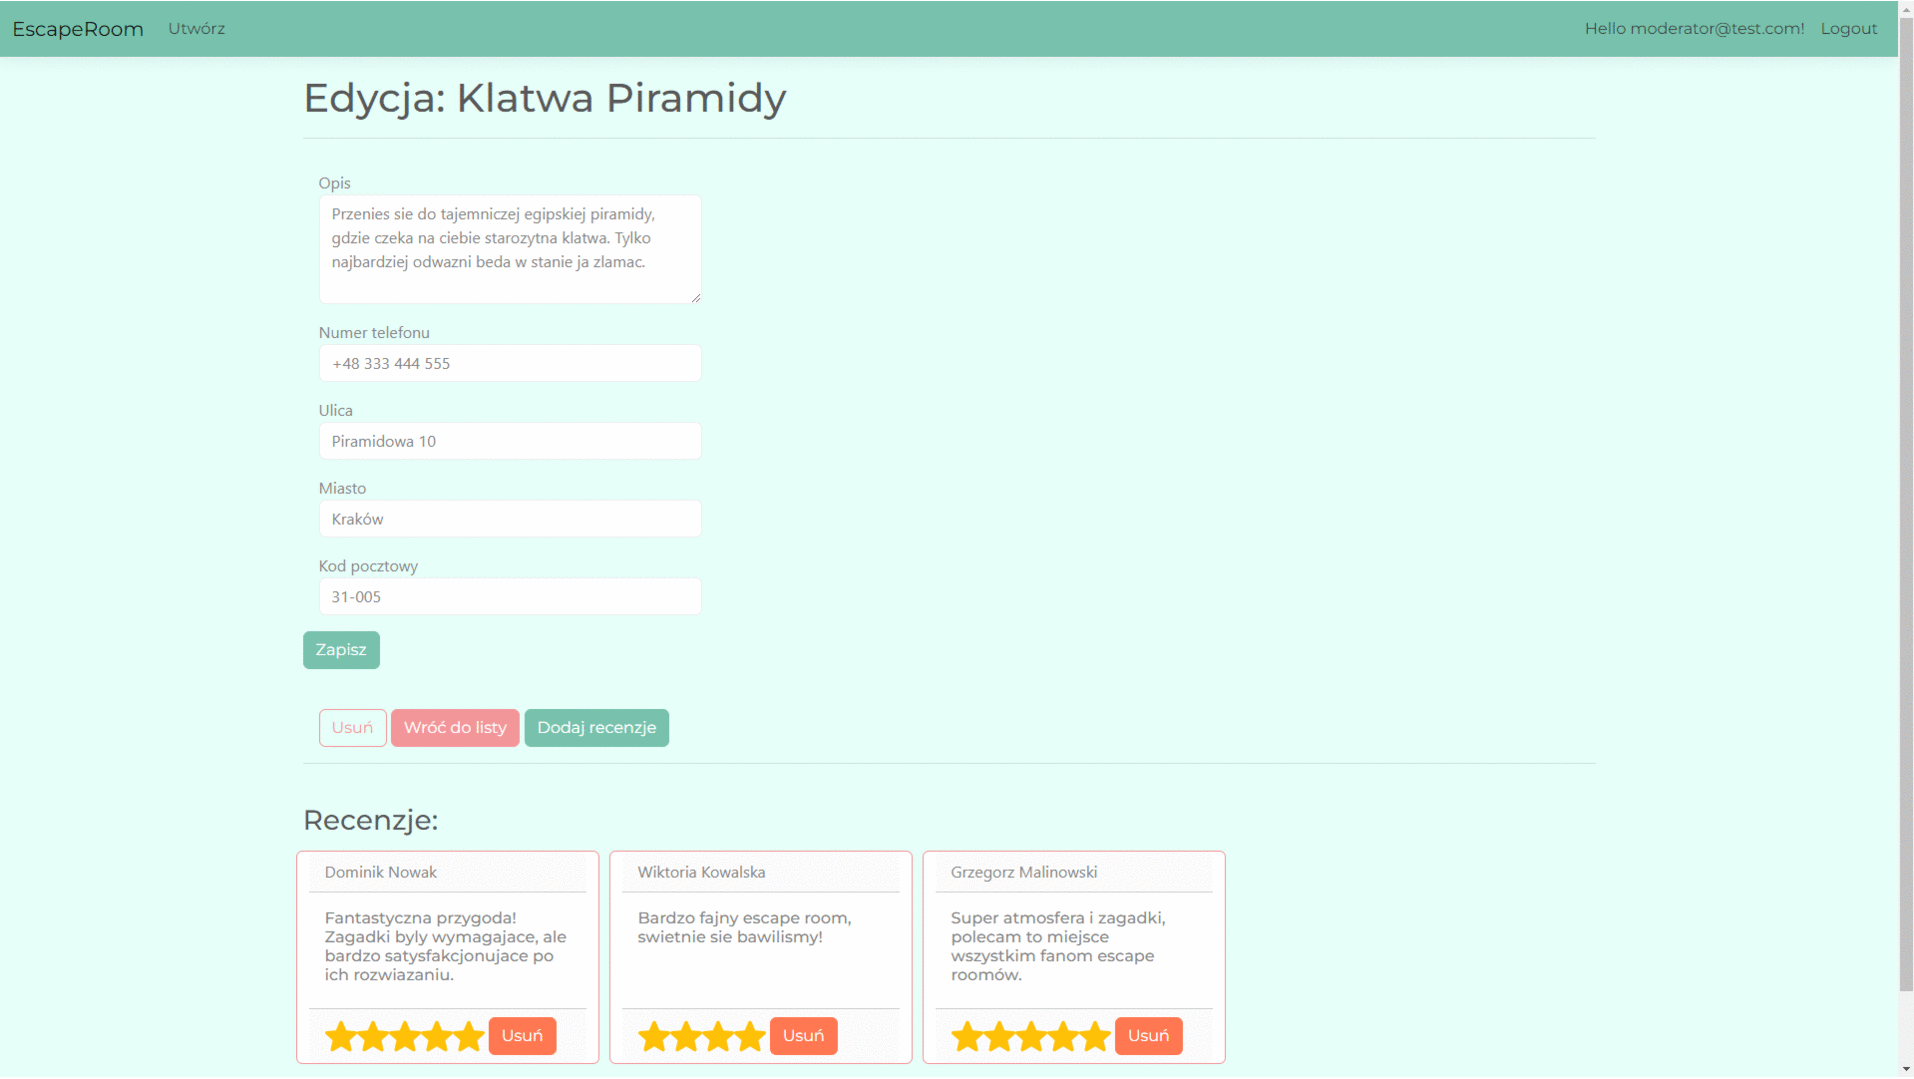 EscapeRoom Utwórz Hello moderator@test.com! Logout
Edycja: Klatwa Piramidy
Opis
Przenies sie do tajemniczej egipskiej piramidy,
gdzie czeka na ciebie starozytna klatwa. Tylko
najbardziej odwazni beda w stanie ja zlamac.
Numer telefonu
+48 333 444 555
Ulica
Piramidowa 10
Miasto
Kraków
Kod pocztowy
31-005
Zapisz
Usuń Wróć do listy Dodaj recenzje
Recenzje:
Dominik Nowak
Fantastyczna przygoda!
Zagadki byly wymagajace, ale
bardzo satysfakcjonujace po
ich rozwiazaniu.
Usuń
Wiktoria Kowalska
Bardzo fajny escape room,
swietnie sie bawilismy!
Usuń
Grzegorz Malinowski
Super atmosfera i zagadki,
polecam to miejsce
wszystkim fanom escape
roomów.
Usuń